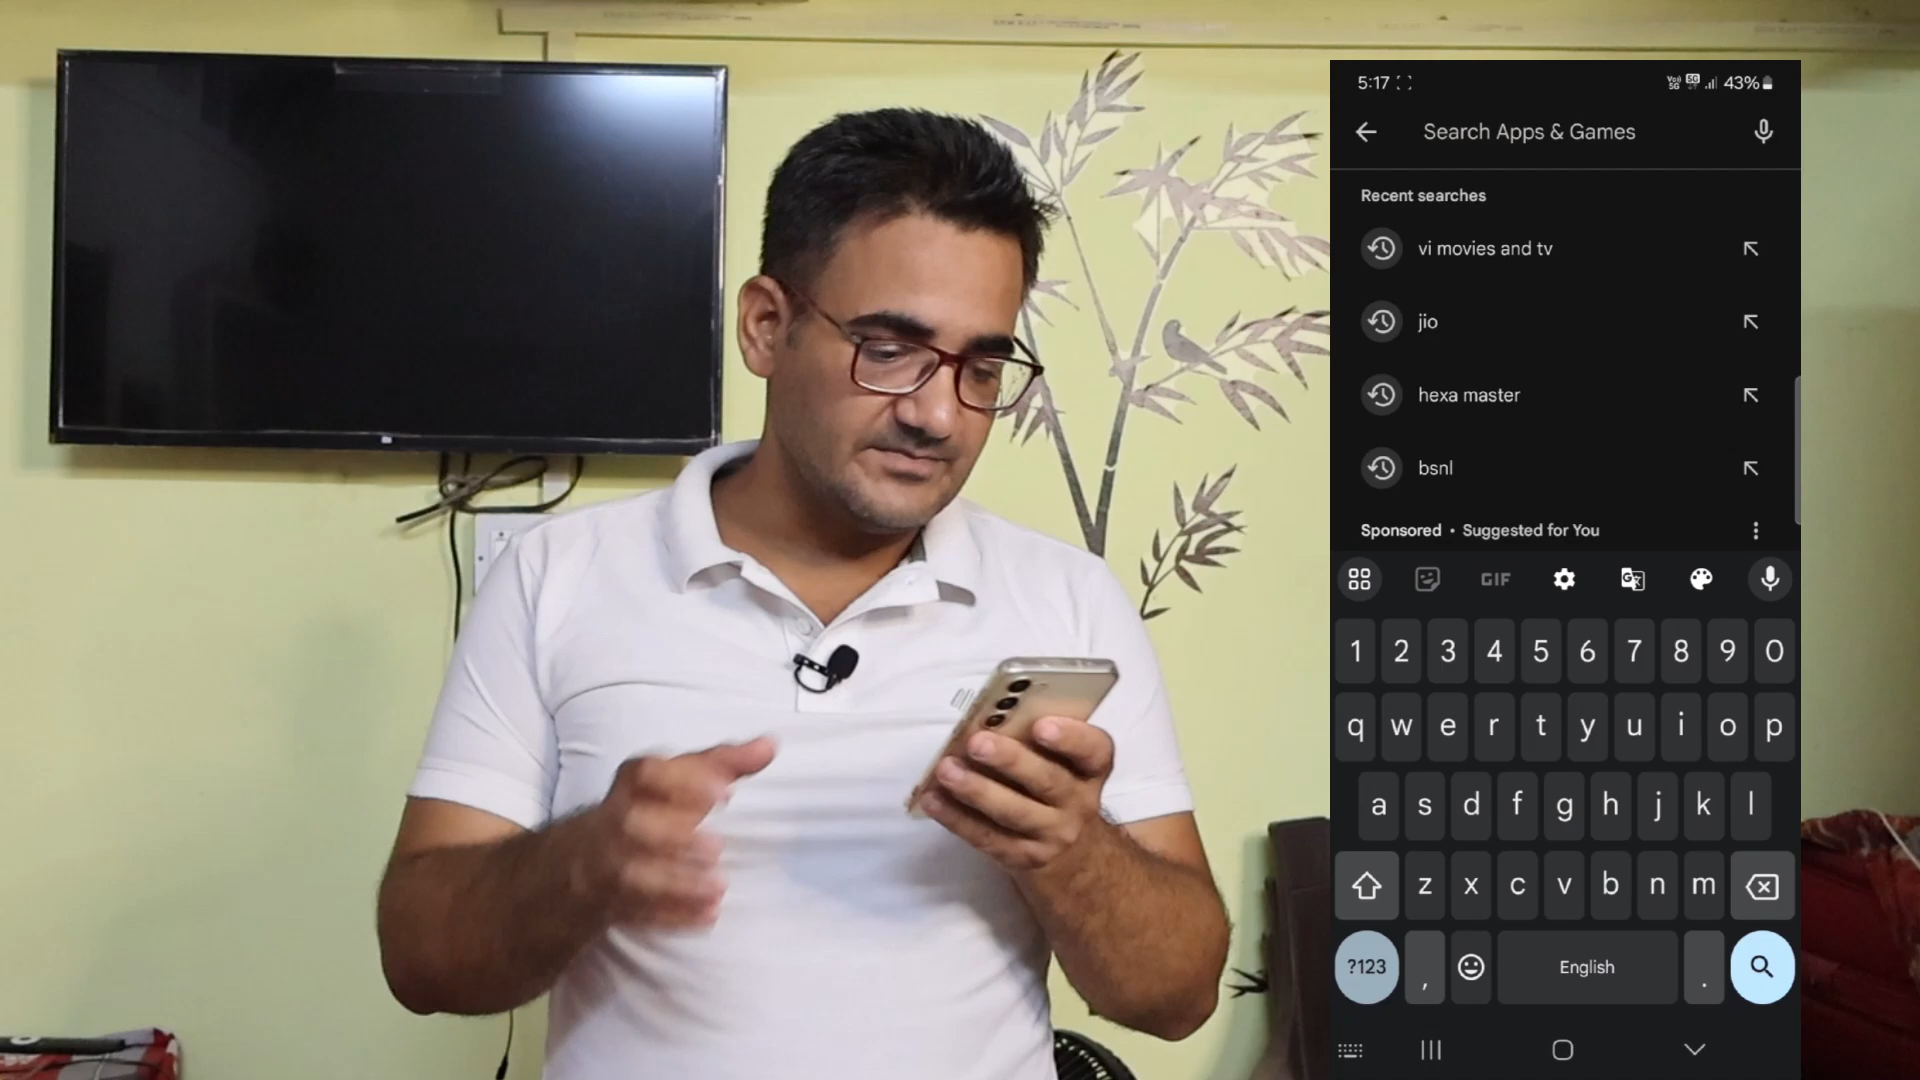 5:17
43%
Search Apps & Games
Recent searches
vi movies and tv
jio
hexa master
bsnl
Sponsored • Suggested for You
GIF
1 2 3 4 5 6 7 8 9 0
q w e r t y u i o p
a s d f g h j k l
z x c v b n m
?123 , English .